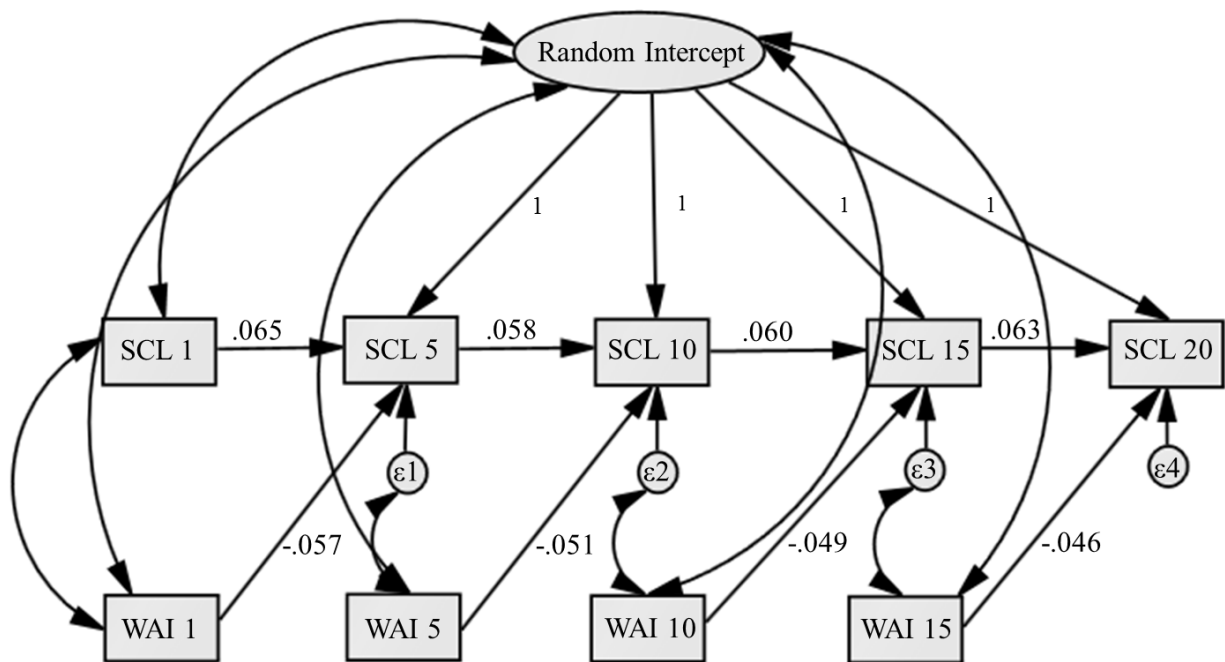 Random Intercept
1
1
1
1
SCL 1
.065
SCL 5
.058
SCL 10
.060
SCL 15
.063
SCL 20
ε1
ε2
ε3
ε4
-.057
-.051
-.049
-.046
WAI 1
WAI 5
WAI 10
WAI 15